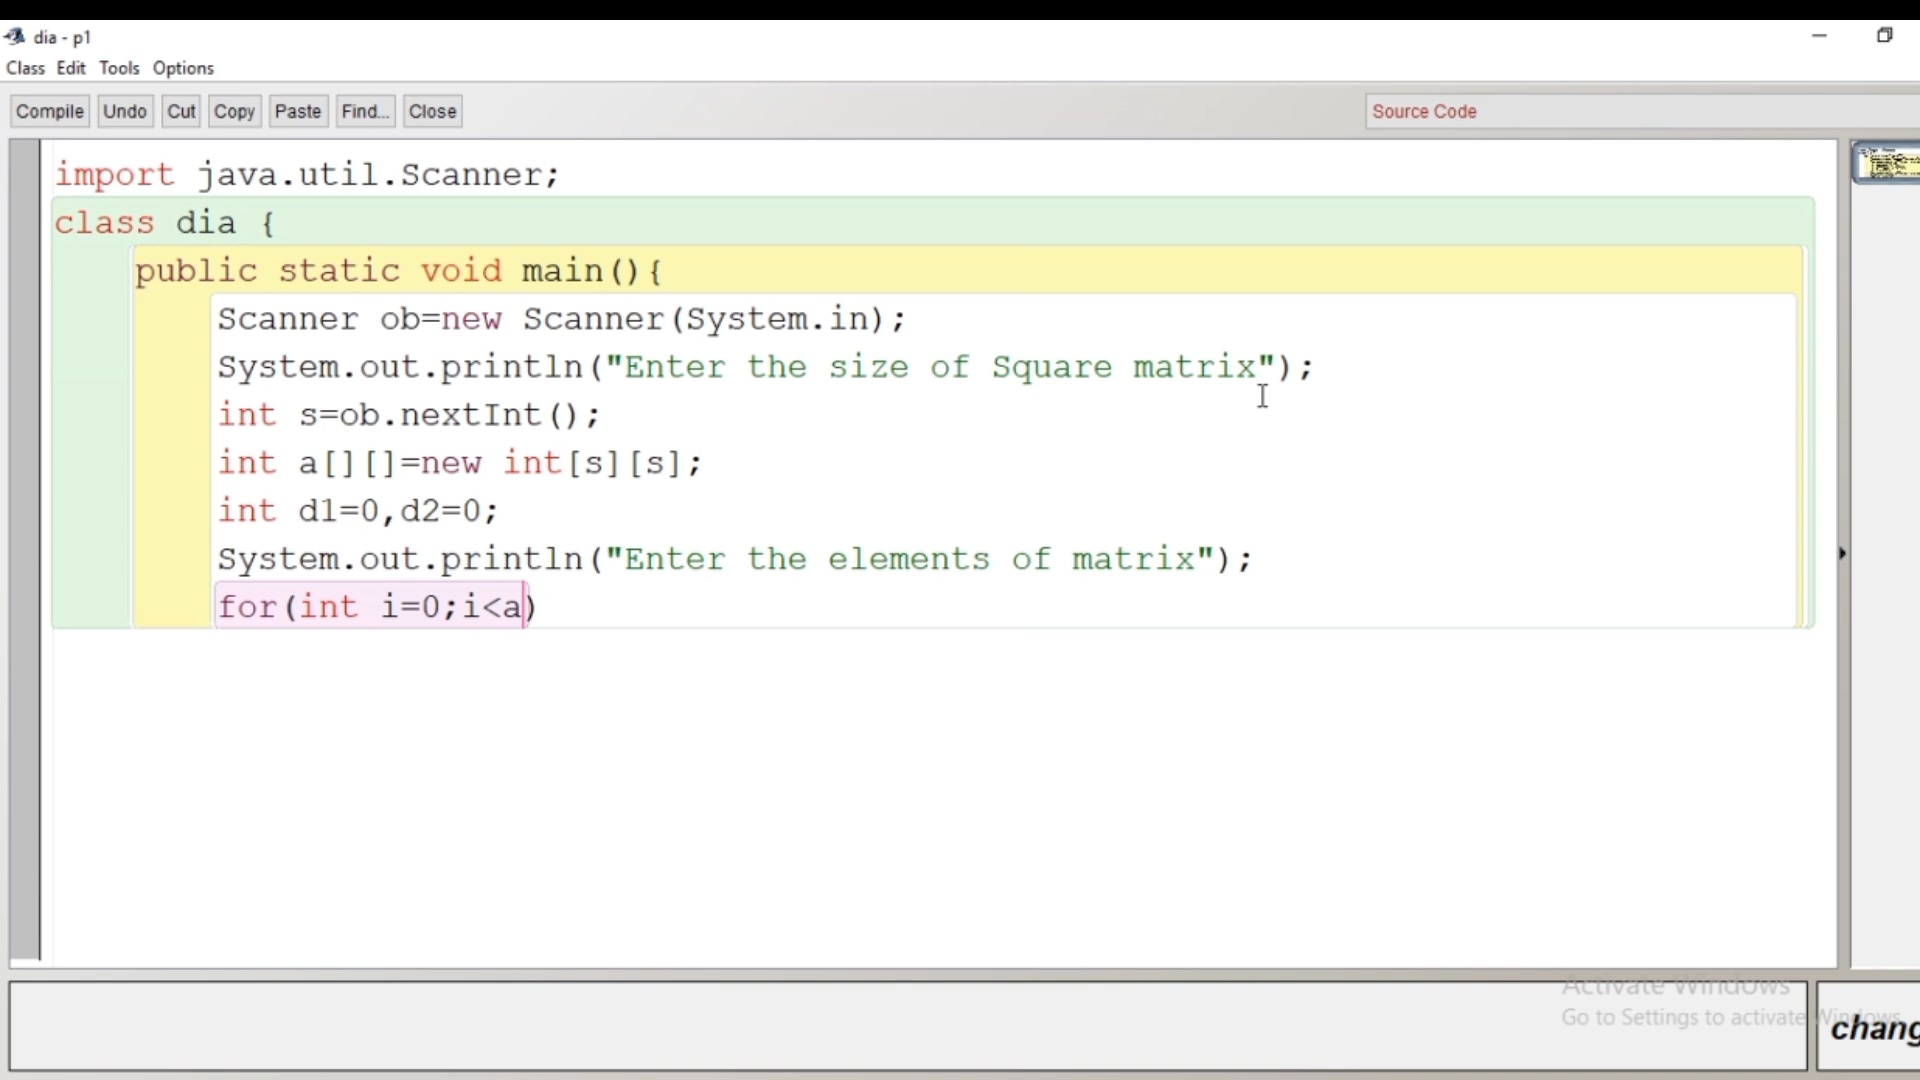 dia - p1
Class Edit Tools Options
Compile Undo Cut Copy Paste Find... Close Source Code
import java.util.Scanner;
class dia {
public static void main(){
Scanner ob=new Scanner(System.in);
System.out.println("Enter the size of Square matrix");
int s=ob.nextInt();
int a[][]=new int[s][s];
int d1=0,d2=0;
System.out.println("Enter the elements of matrix");
for(int i=0;i<a)
Activate Windows
Go to Settings to activate Windows.
chang